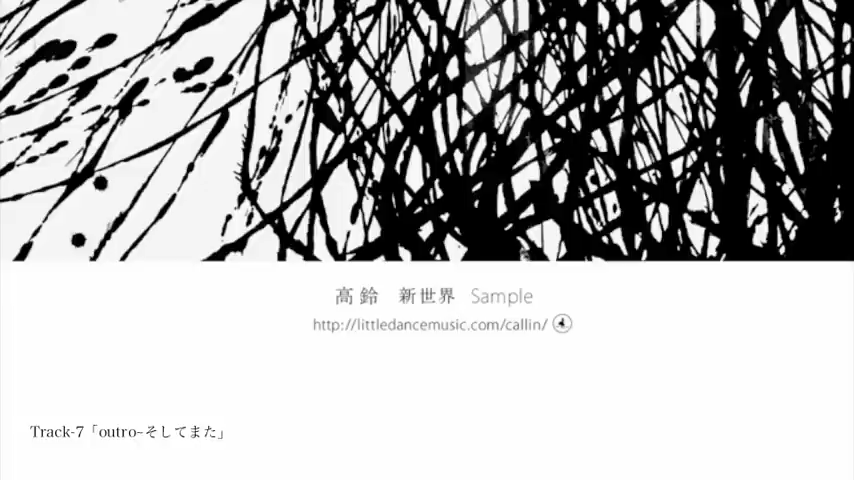 高鈴　新世界　Sample
http://littledancemusic.com/callin/
Track-7「outro-そしてまた」